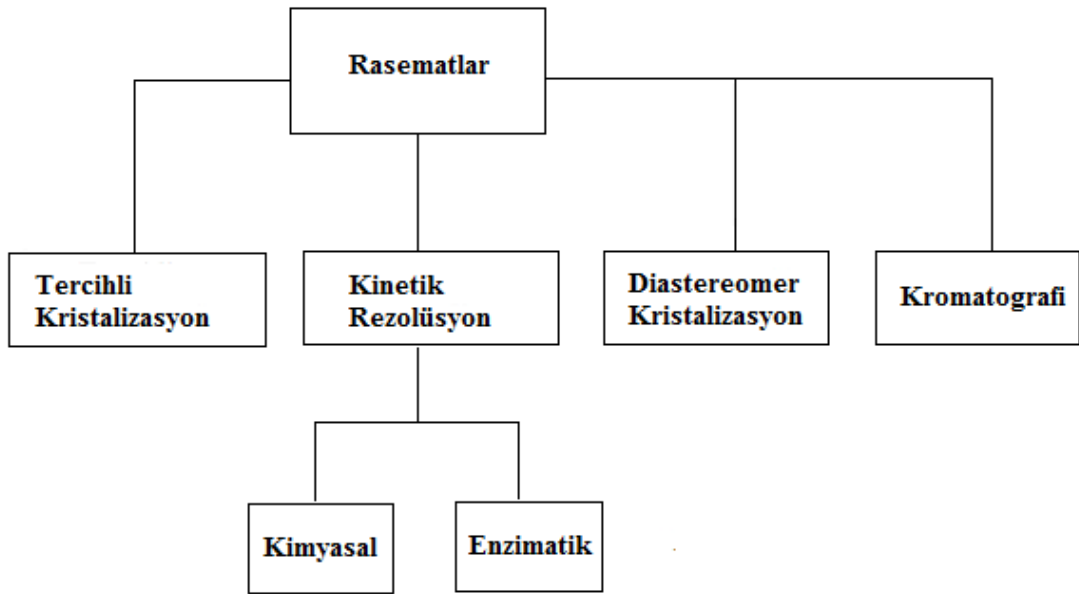 Rasematlar
Tercihli
Kristalizasyon
Kinetik
Rezolüsyon
Diastereomer
Kristalizasyon
Kromatografi
Kimyasal
Enzimatik